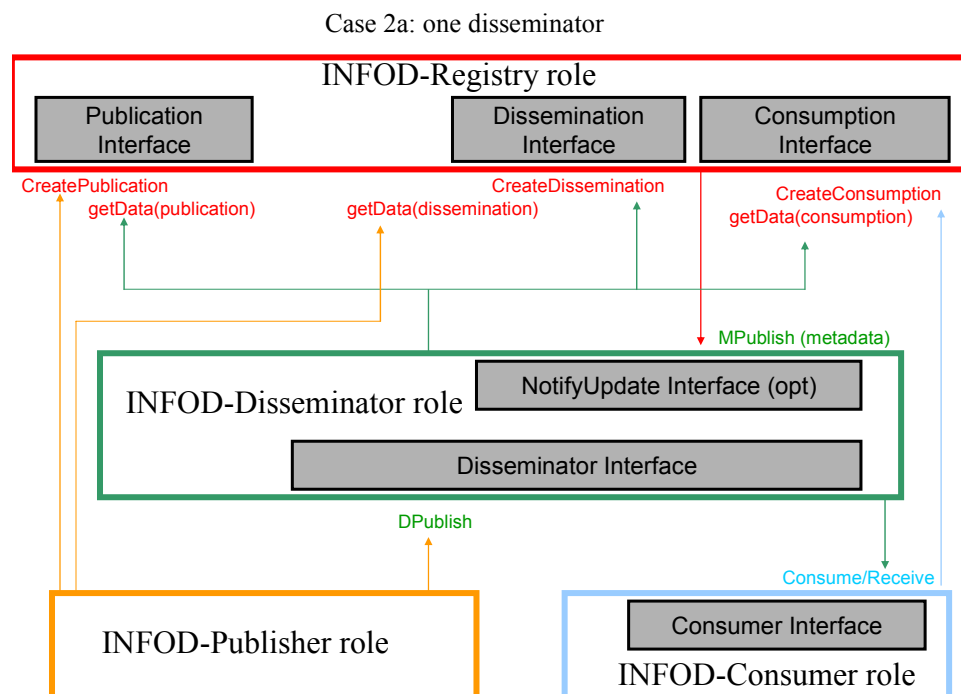 Case 2a: one disseminator
INFOD-Registry role
Publication
Interface
Dissemination
Interface
Consumption
Interface
CreatePublication
getData(publication)
getData(dissemination)
CreateDissemination
CreateConsumption
getData(consumption)
MPublish (metadata)
NotifyUpdate Interface (opt)
INFOD-Disseminator role
Disseminator Interface
DPublish
Consume/Receive
INFOD-Publisher role
Consumer Interface
INFOD-Consumer role